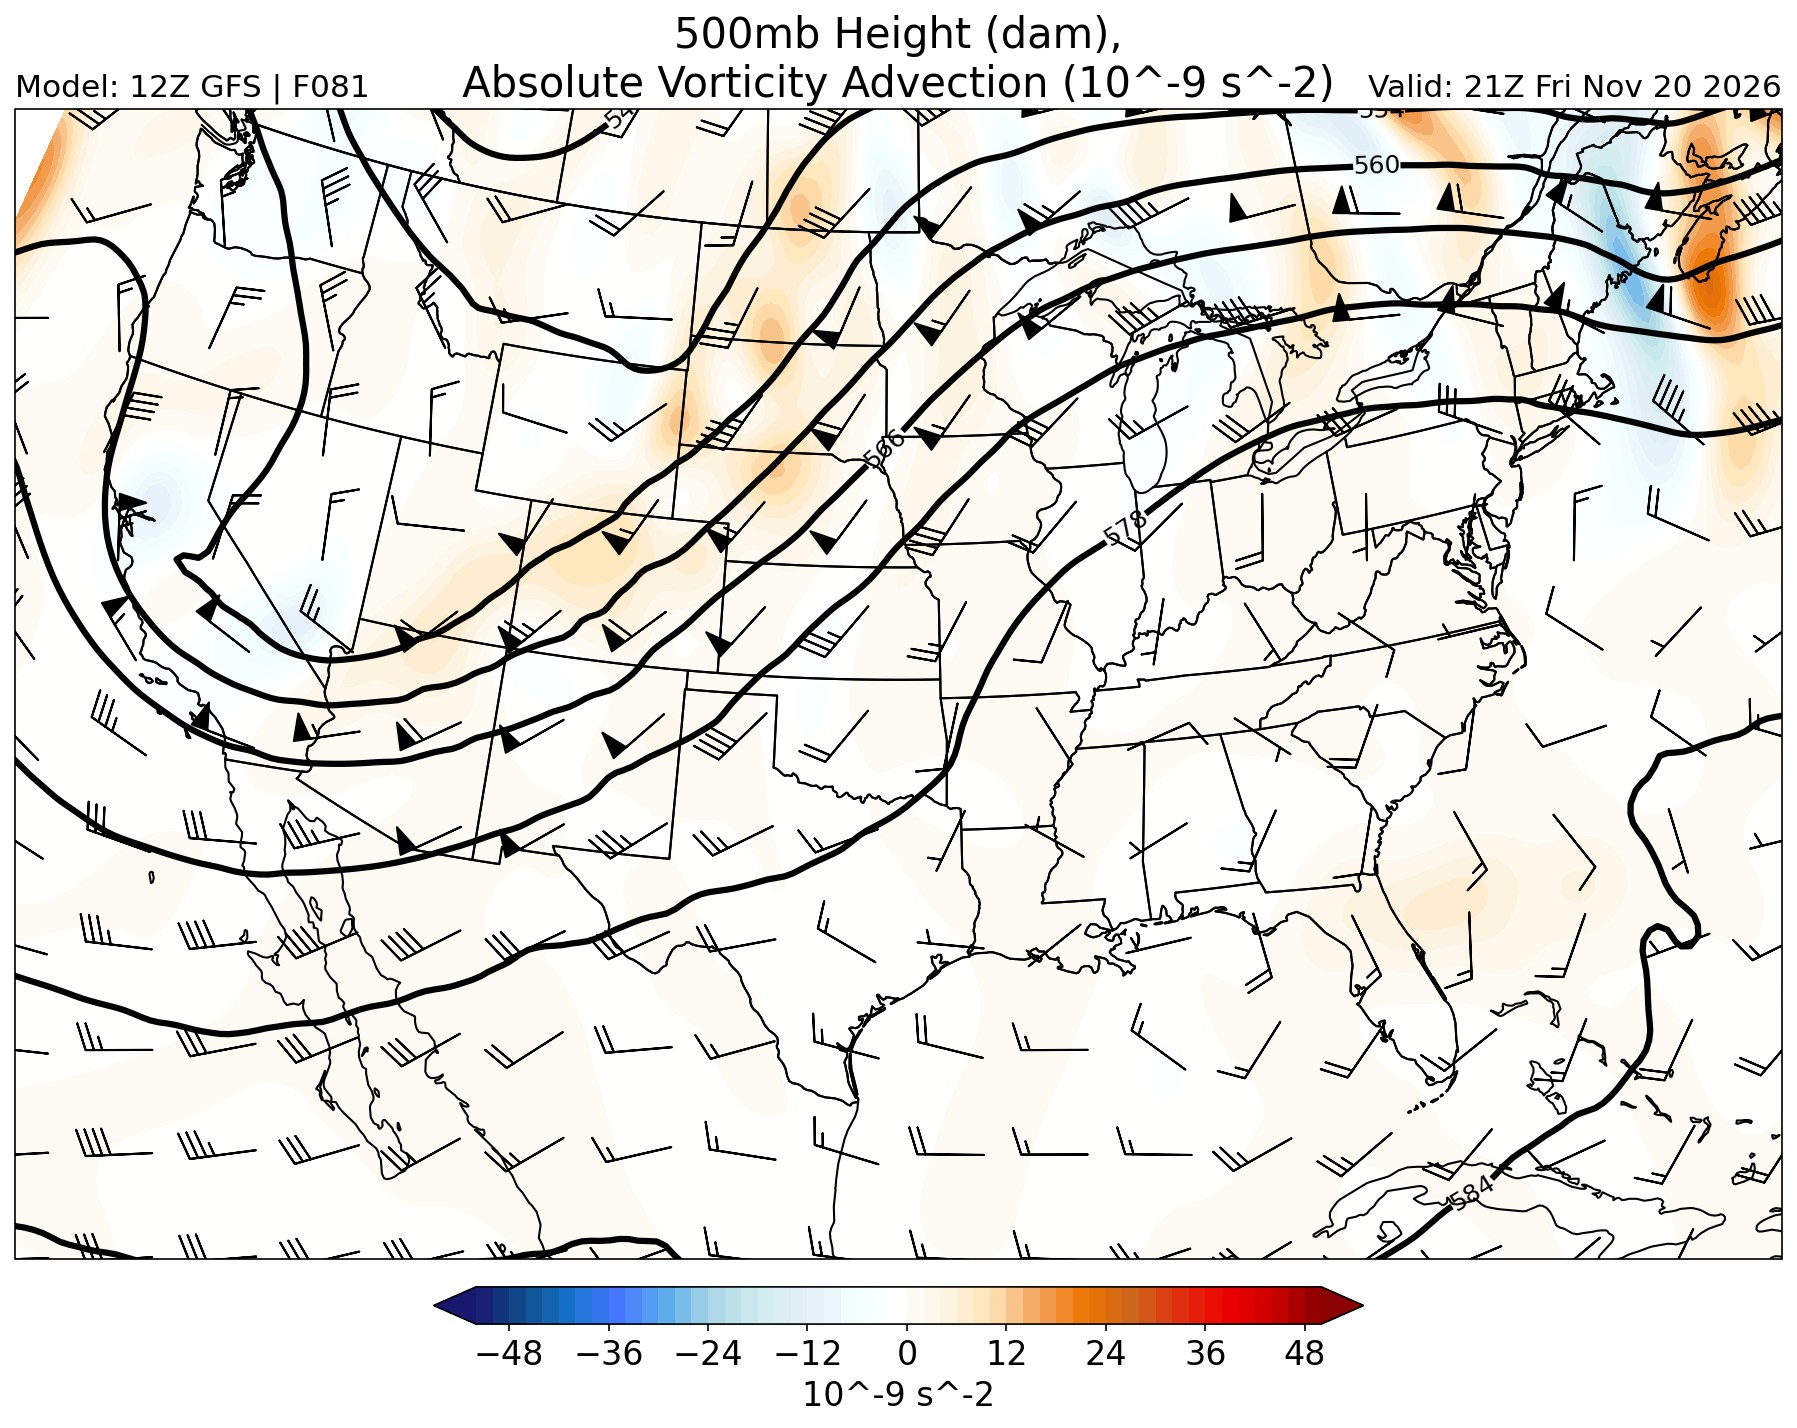 500mb Height (dam),
Model: 12Z GFS | F081
Absolute Vorticity Advection (10^-9 s^-2)
Valid: 21Z Fri Nov 20 2026
560
566
578
584
−48 −36 −24 −12 0 12 24 36 48
10^-9 s^-2